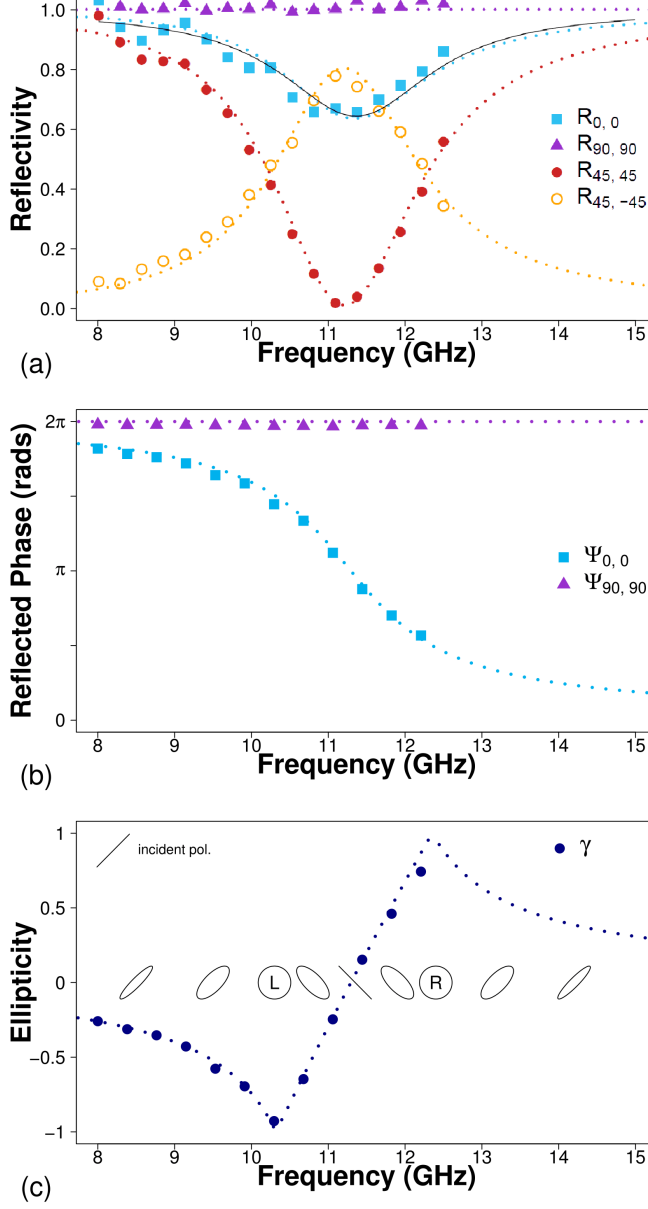 1.0
0.8
0.6
0.4
0.2
0.0
Reflectivity
R0, 0
R90, 90
R45, 45
R45, -45
8 9 10 11 12 13 14 15
Frequency (GHz)
(a)
2π
π
0
Reflected Phase (rads)
Ψ0, 0
Ψ90, 90
8 9 10 11 12 13 14 15
Frequency (GHz)
(b)
1
0.5
0
−0.5
−1
Ellipticity
incident pol.
γ
L R
8 9 10 11 12 13 14 15
Frequency (GHz)
(c)